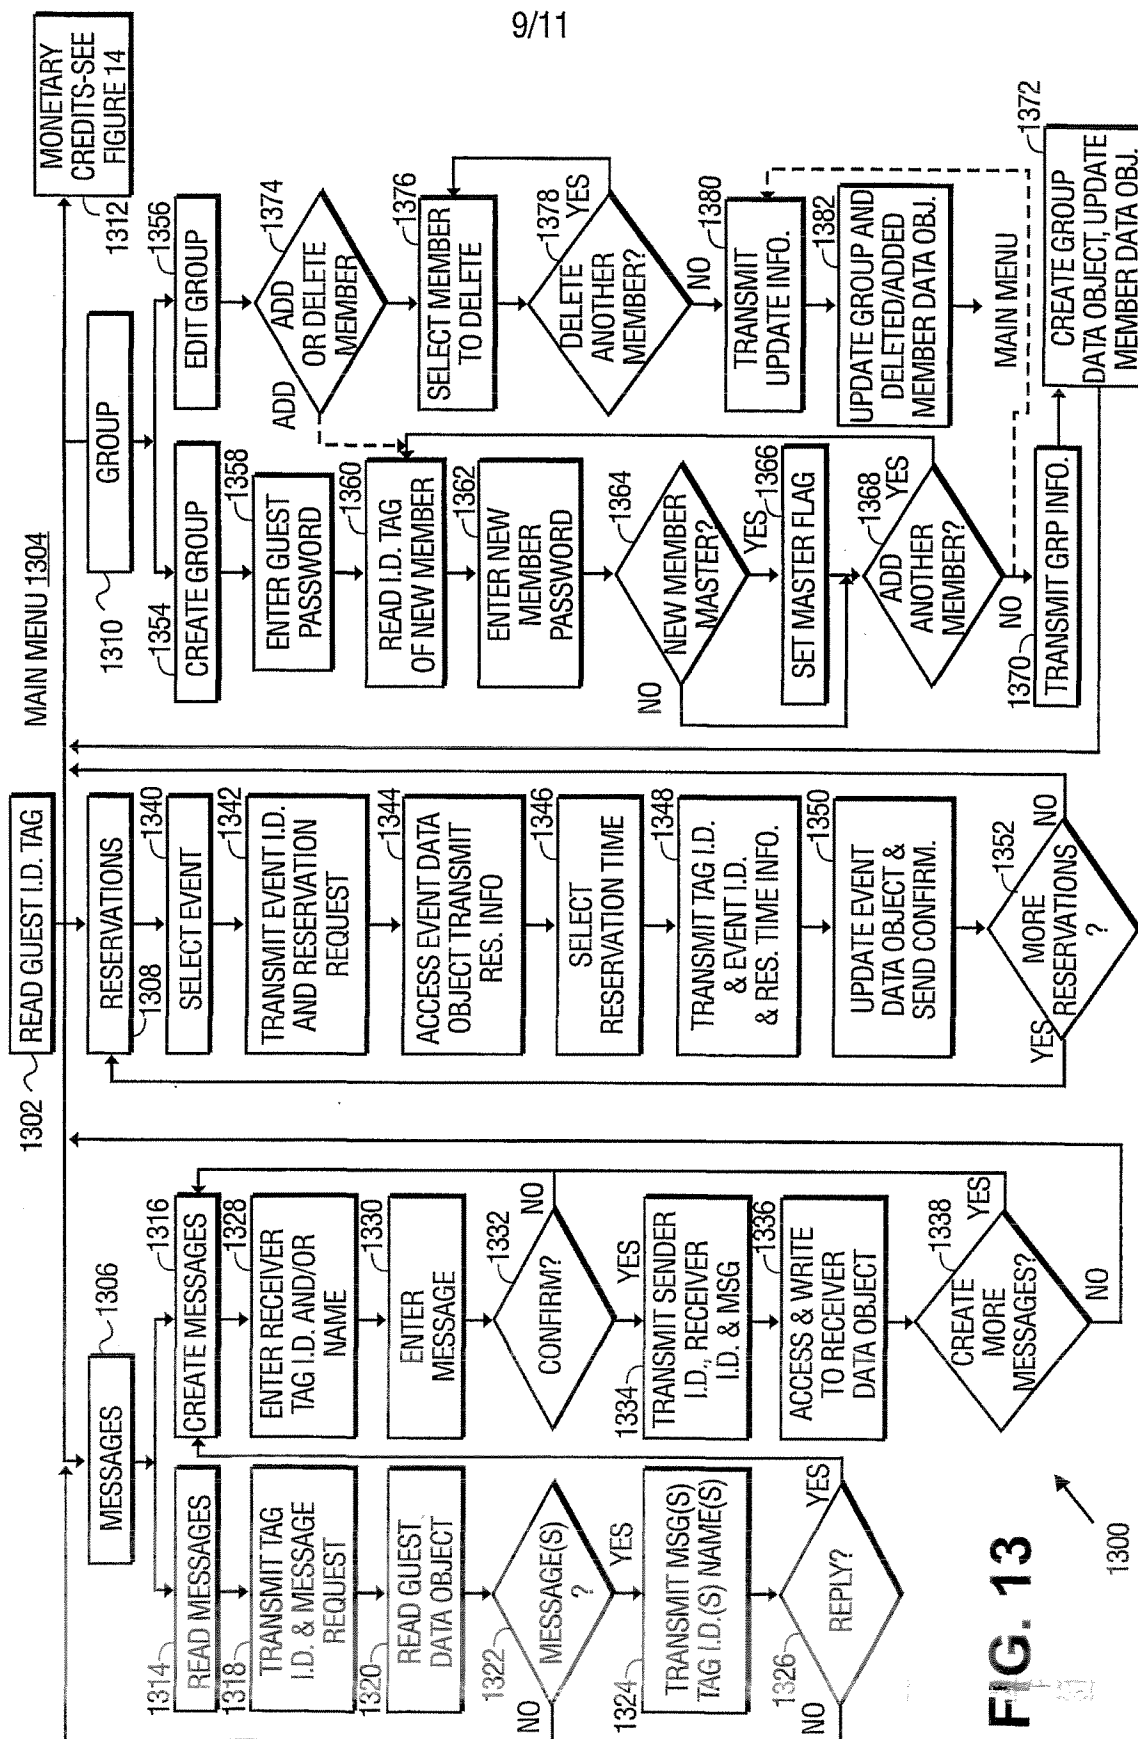 9/11
READ GUEST I.D. TAG
1302
MAIN MENU 1304
MESSAGES
1306
1314
READ MESSAGES
1318
TRANSMIT TAG
I.D. & MESSAGE
REQUEST
1320
READ GUEST
DATA OBJECT
1322
MESSAGE(S)
?
NO
YES
1324
TRANSMIT MSG(S)
TAG I.D.(S) NAME(S)
1326
REPLY?
NO
YES
1316
CREATE MESSAGES
1328
ENTER RECEIVER
TAG I.D. AND/OR
NAME
1330
ENTER
MESSAGE
1332
CONFIRM?
NO
YES
1334
TRANSMIT SENDER
I.D., RECEIVER
I.D. & MSG
1336
ACCESS & WRITE
TO RECEIVER
DATA OBJECT
1338
CREATE
MORE
MESSAGES?
YES
NO
RESERVATIONS
1308
1340
SELECT EVENT
1342
TRANSMIT EVENT I.D.
AND RESERVATION
REQUEST
1344
ACCESS EVENT DATA
OBJECT TRANSMIT
RES. INFO
1346
SELECT
RESERVATION TIME
1348
TRANSMIT TAG I.D.
& EVENT I.D.
& RES. TIME INFO.
1350
UPDATE EVENT
DATA OBJECT &
SEND CONFIRM.
1352
MORE
RESERVATIONS
?
YES
NO
1310
GROUP
1354
CREATE GROUP
1358
ENTER GUEST
PASSWORD
1360
READ I.D. TAG
OF NEW MEMBER
1362
ENTER NEW
MEMBER
PASSWORD
1364
NEW MEMBER
MASTER?
NO
YES
1366
SET MASTER FLAG
1368
ADD
ANOTHER
MEMBER?
YES
NO
1370
TRANSMIT GRP INFO.
1372
CREATE GROUP
DATA OBJECT, UPDATE
MEMBER DATA OBJ.
1356
EDIT GROUP
1374
ADD
OR DELETE
MEMBER
ADD
1376
SELECT MEMBER
TO DELETE
1378
DELETE
ANOTHER
MEMBER?
YES
NO
1380
TRANSMIT
UPDATE INFO.
1382
UPDATE GROUP AND
DELETED/ADDED
MEMBER DATA OBJ.
MAIN MENU
1312
MONETARY
CREDITS-SEE
FIGURE 14
1300
FIG. 13